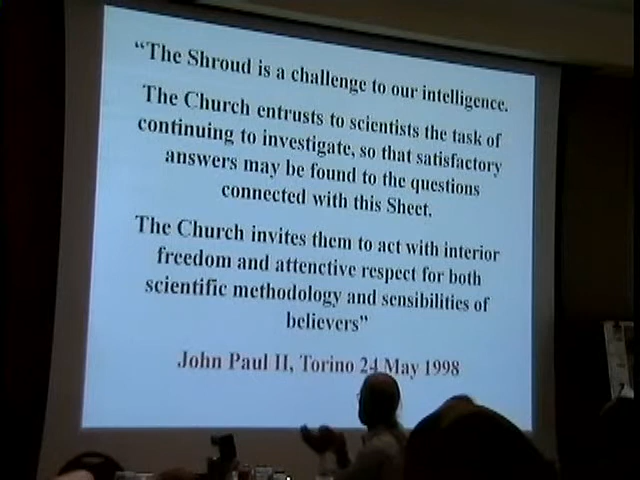 “The Shroud is a challenge to our intelligence.
The Church entrusts to scientists the task of
continuing to investigate, so that satisfactory
answers may be found to the questions
connected with this Sheet.
The Church invites them to act with interior
freedom and attenctive respect for both
scientific methodology and sensibilities of
believers”
John Paul II, Torino 24 May 1998